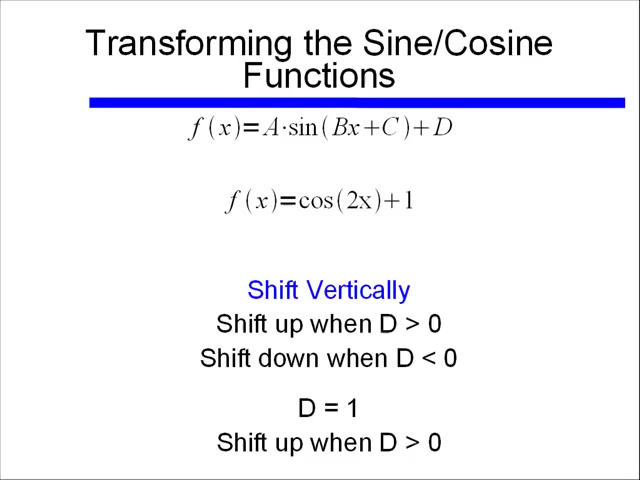 Transforming the Sine/Cosine
Functions
f(x)=A·sin(Bx+C)+D
f(x)=cos(2x)+1
Shift Vertically
Shift up when D > 0
Shift down when D < 0
D = 1
Shift up when D > 0